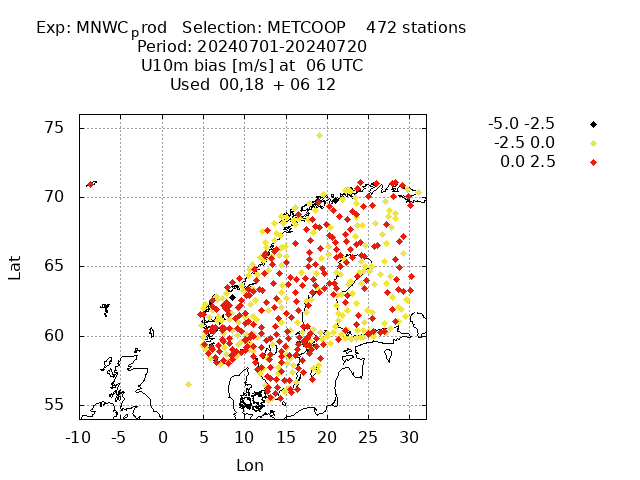 Exp: MNWC_prod   Selection: METCOOP    472 stations
Period: 20240701-20240720
U10m bias [m/s] at  06 UTC
Used  00,18  + 06 12
-5.0 -2.5
-2.5 0.0
0.0 2.5
75
70
65
60
55
Lat
-10 -5 0 5 10 15 20 25 30
Lon